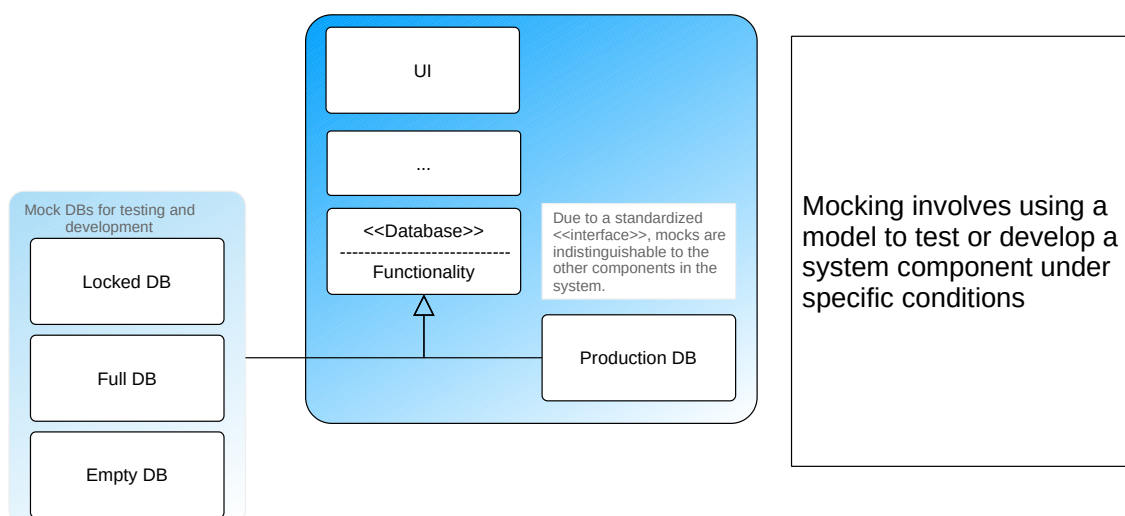 UI
...
<<Database>>
Functionality
Due to a standardized
<<interface>>, mocks are
indistinguishable to the
other components in the
system.
Production DB
Mock DBs for testing and
development
Locked DB
Full DB
Empty DB
Mocking involves using a
model to test or develop a
system component under
specific conditions